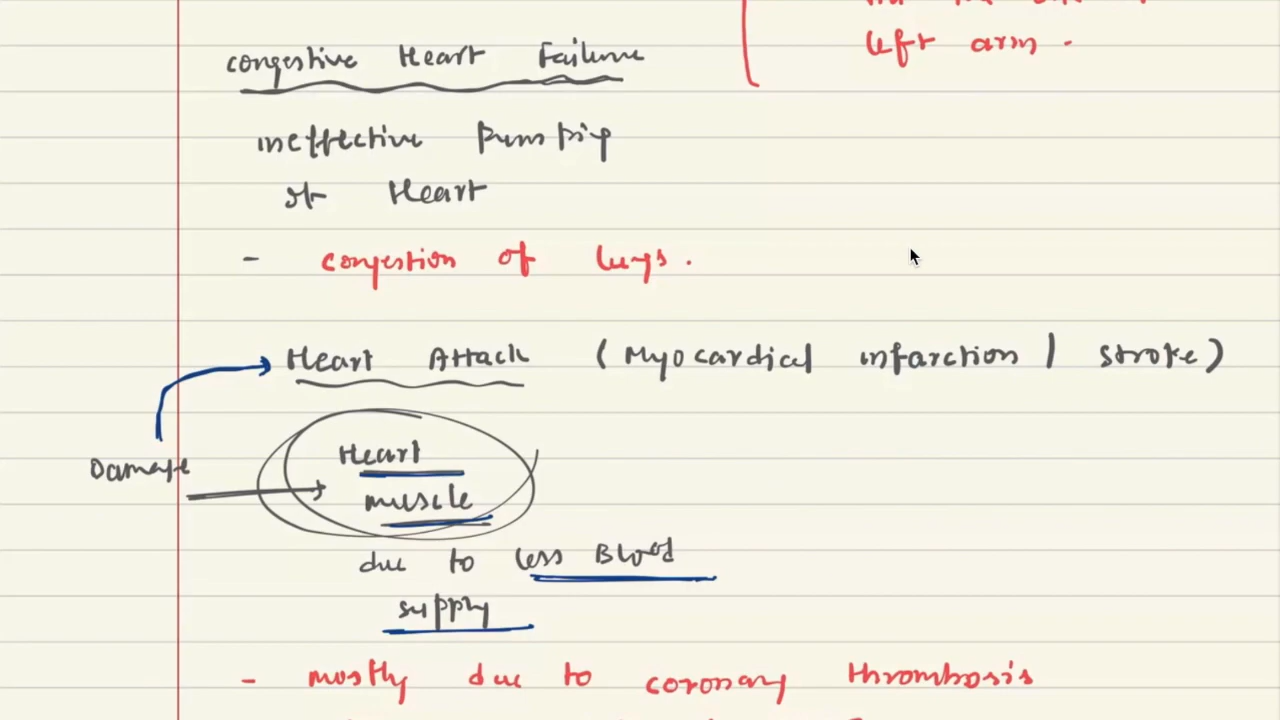 left arm.
congestive Heart Failure
ineffective Pumping
of Heart
- congestion of lungs.
Heart Attack (Myocardial infarction / stroke)
Damage
Heart
muscle
due to less Blood
supply
- mostly due to coronary thrombosis